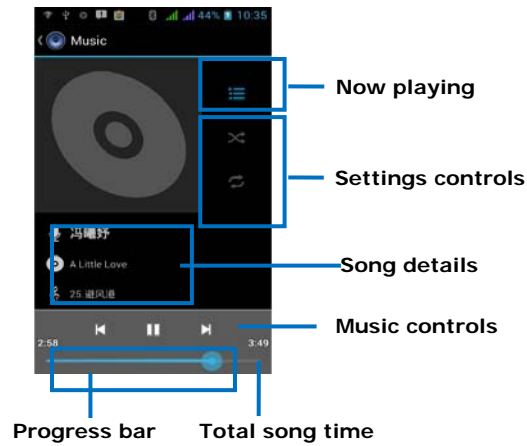 44% 10:35
Music
Now playing
Settings controls
冯曦妤
A Little Love
Song details
25.避风港
Music controls
2:58
3:49
Progress bar
Total song time